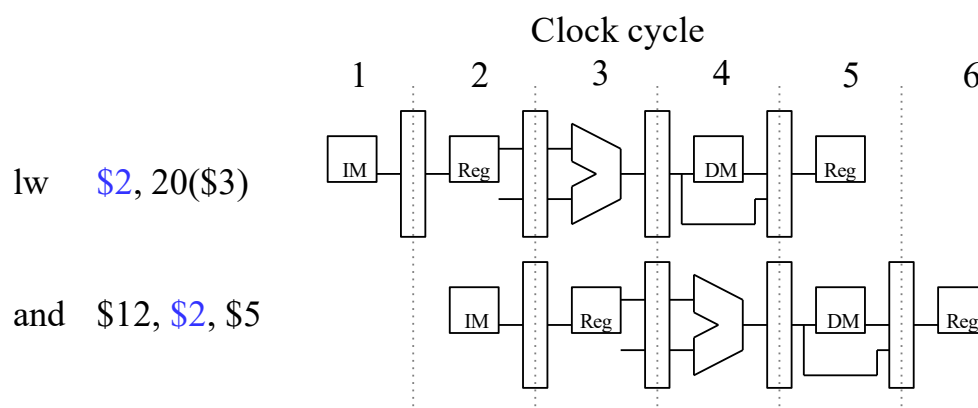 Clock cycle
1 2 3 4 5 6
lw $2, 20($3)
IM Reg DM Reg
and $12, $2, $5
IM Reg DM Reg